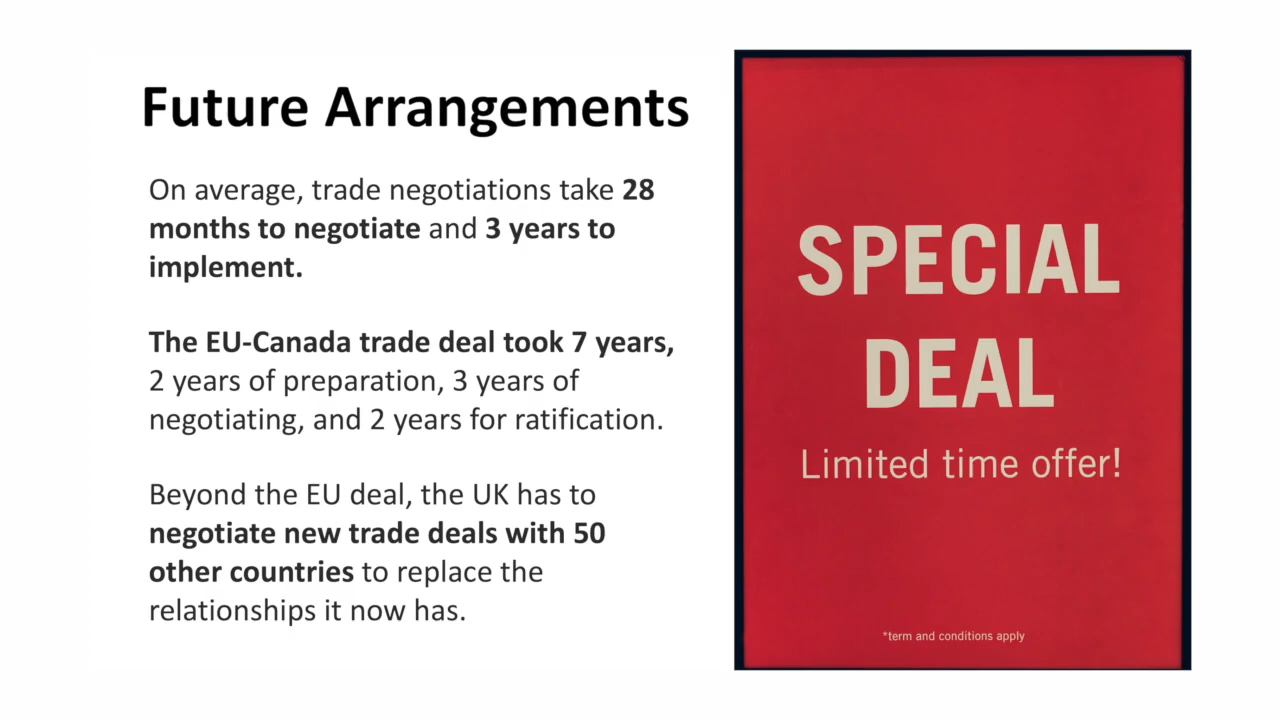 Future Arrangements
On average, trade negotiations take 28
months to negotiate and 3 years to
implement.
The EU-Canada trade deal took 7 years,
2 years of preparation, 3 years of
negotiating, and 2 years for ratification.
Beyond the EU deal, the UK has to
negotiate new trade deals with 50
other countries to replace the
relationships it now has.
SPECIAL
DEAL
Limited time offer!
*term and conditions apply